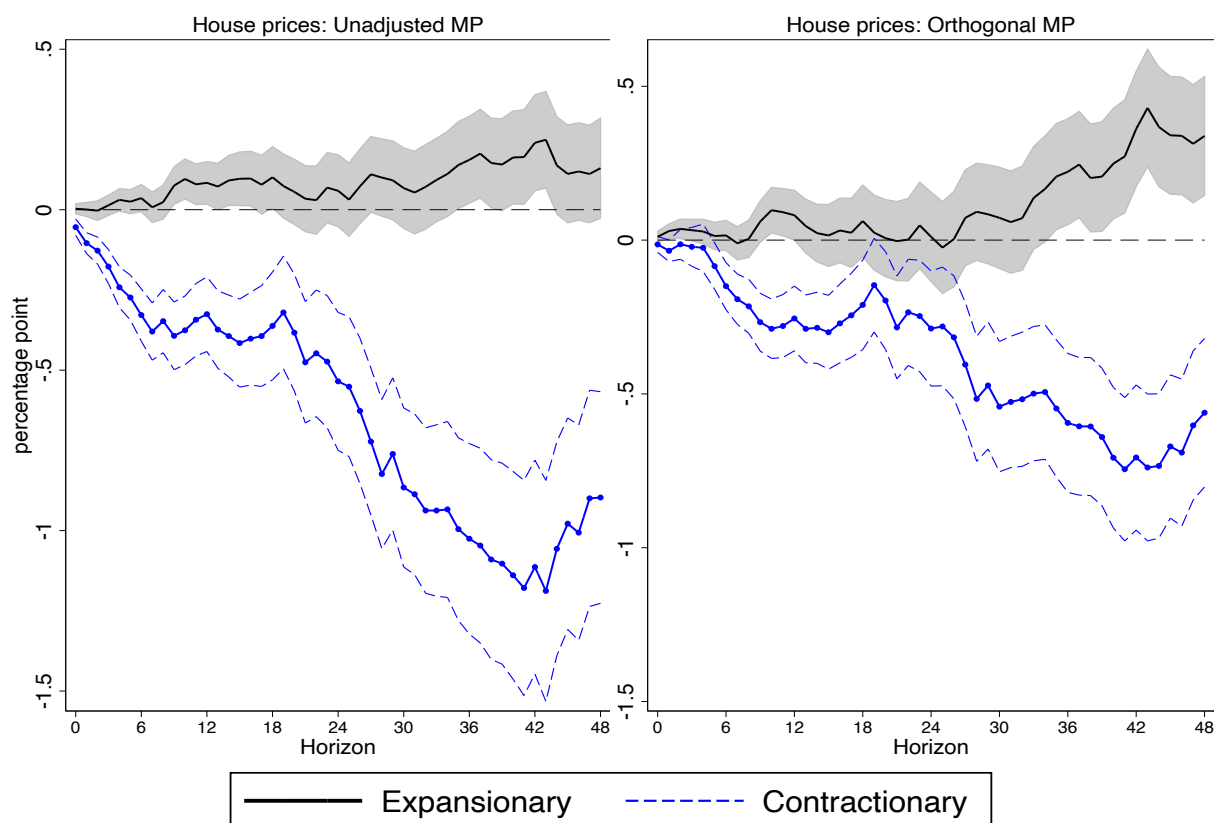 House prices: Unadjusted MP
percentage point
.5
0
-.5
-1
-1.5
0 6 12 18 24 30 36 42 48
Horizon
House prices: Orthogonal MP
.5
0
-.5
-1
-1.5
0 6 12 18 24 30 36 42 48
Horizon
Expansionary Contractionary